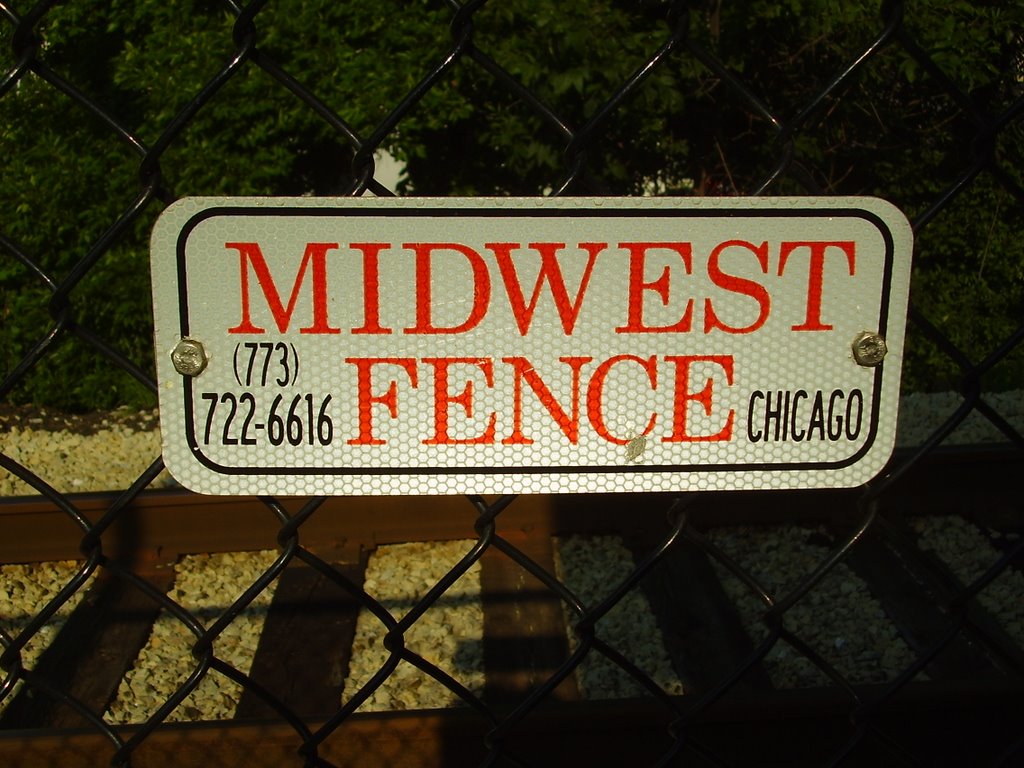 MIDWEST
(773) FENCE
722-6616 CHICAGO